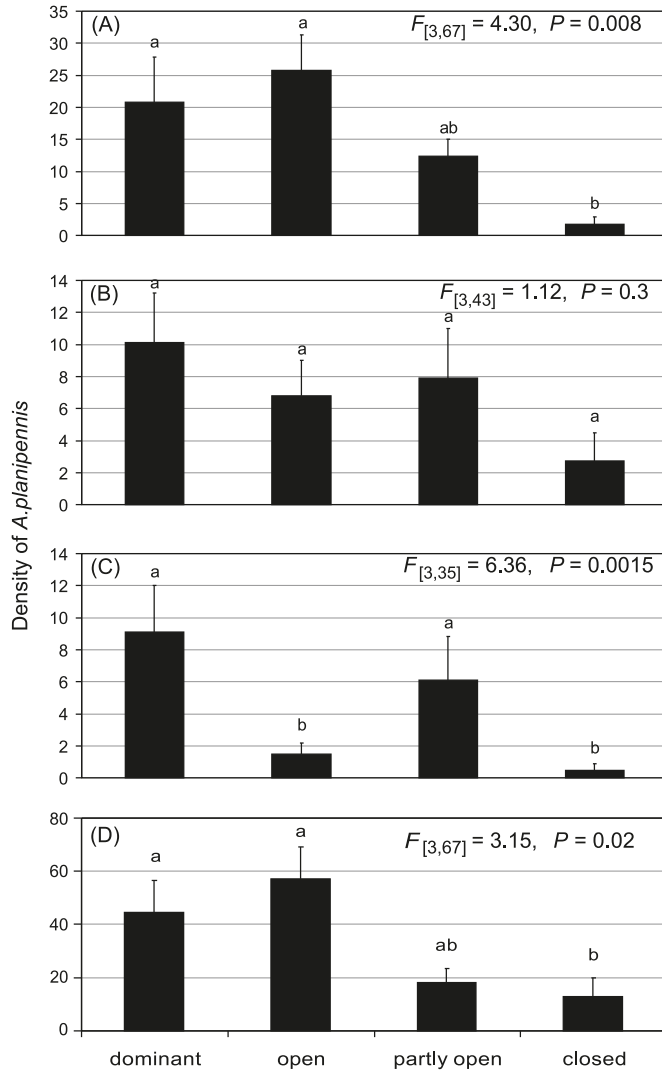 Density of A.planipennis
(A) F[3,67] = 4.30, P = 0.008
35
30
25
20
15
10
5
0
a a ab b
(B) F[3,43] = 1.12, P = 0.3
14
12
10
8
6
4
2
0
a a a a
(C) F[3,35] = 6.36, P = 0.0015
14
12
10
8
6
4
2
0
a b a b
(D) F[3,67] = 3.15, P = 0.02
80
60
40
20
0
a a ab b
dominant open partly open closed